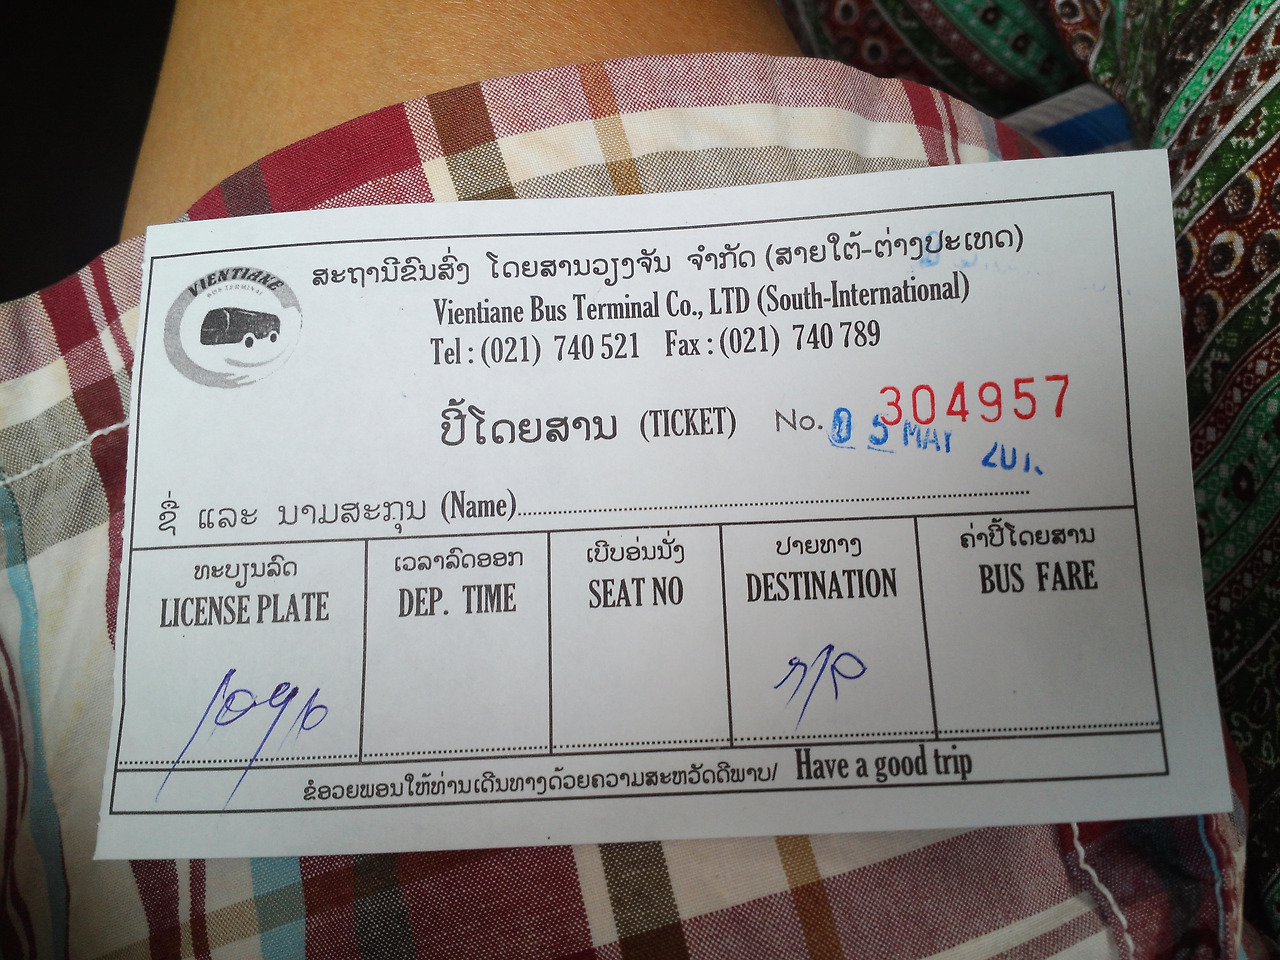 VIENTIANE
BUS TERMINAL
ສະຖານີຂົນສົ່ງ ໂດຍສານວຽງຈັນ ຈຳກັດ (ສາຍໃຕ້-ຕ່າງປະເທດ)
Vientiane Bus Terminal Co., LTD (South-International)
Tel : (021) 740 521 Fax : (021) 740 789
ປີ້ໂດຍສານ (TICKET) No. 304957
05 MAY
ຊື່ ແລະ ນາມສະກຸນ (Name)
ທະບຽນລົດ ເວລາລົດອອກ ເບີບອ່ນນັ່ງ ປາຍທາງ ຄ່າປີ້ໂດຍສານ
LICENSE PLATE DEP. TIME SEAT NO DESTINATION BUS FARE
ຂໍອວຍພອນໃຫ້ທ່ານເດີນທາງດ້ວຍຄວາມສະຫວັດດີພາບ/ Have a good trip